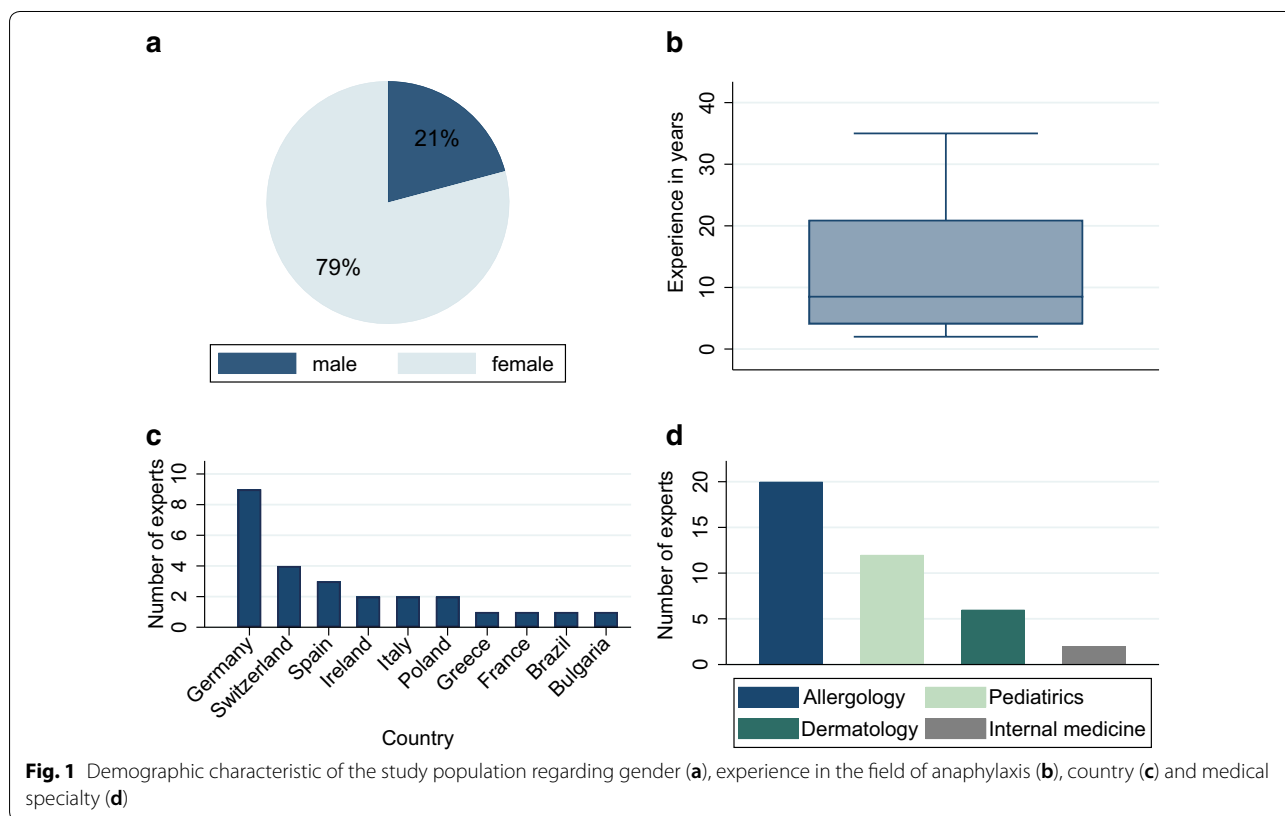 a
21%
79%
male female
b
Experience in years
40
30
20
10
0
c
Number of experts
10
8
6
4
2
0
Germany
Switzerland
Spain
Ireland
Italy
Poland
Greece
France
Brazil
Bulgaria
Country
d
Number of experts
20
15
10
5
0
Allergology Pediatirics
Dermatology Internal medicine
Fig. 1 Demographic characteristic of the study population regarding gender (a), experience in the field of anaphylaxis (b), country (c) and medical
specialty (d)